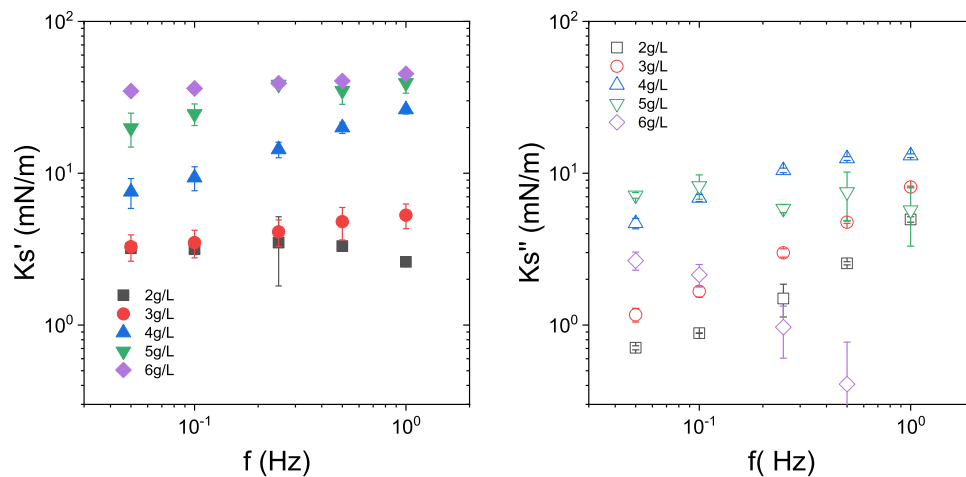 10²
10¹
10⁰
Ks' (mN/m)
2g/L
3g/L
4g/L
5g/L
6g/L
10⁻¹
10⁰
f (Hz)
10²
10¹
10⁰
Ks" (mN/m)
2g/L
3g/L
4g/L
5g/L
6g/L
10⁻¹
10⁰
f( Hz)